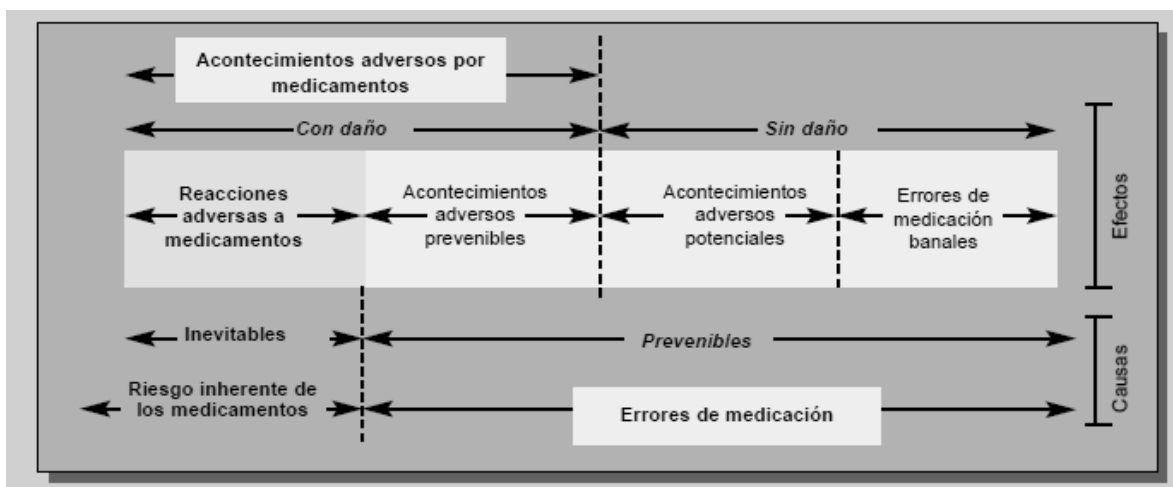 Acontecimientos adversos por
medicamentos
Con daño
Sin daño
Reacciones
adversas a
medicamentos
Acontecimientos
adversos
prevenibles
Acontecimientos
adversos
potenciales
Errores de
medicación
banales
Efectos
Inevitables
Prevenibles
Riesgo inherente de
los medicamentos
Errores de medicación
Causas